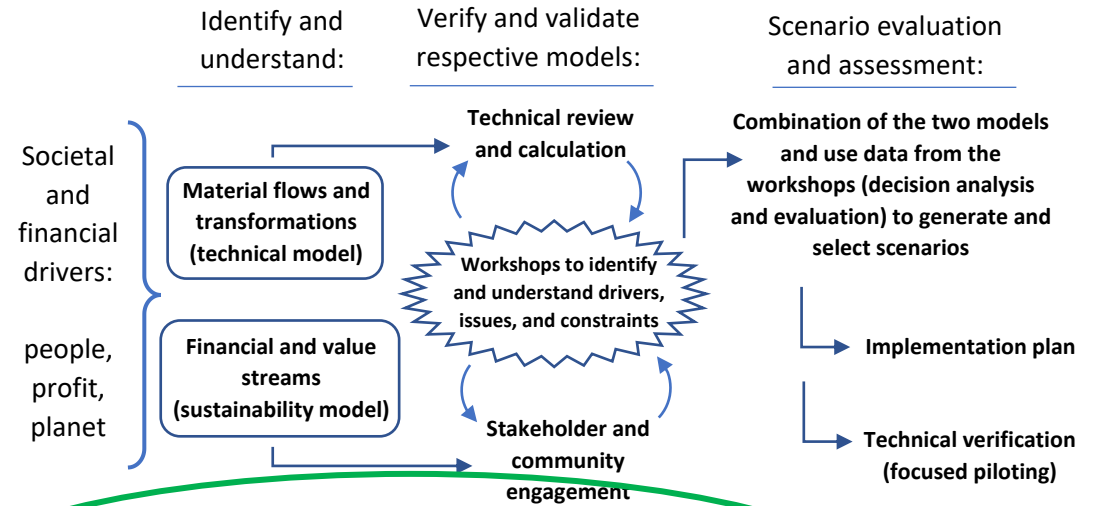 Identify and
understand:
Verify and validate
respective models:
Scenario evaluation
and assessment:
Societal
and
financial
drivers:
people,
profit,
planet
Material flows and
transformations
(technical model)
Financial and value
streams
(sustainability model)
Technical review
and calculation
Workshops to identify
and understand drivers,
issues, and constraints
Stakeholder and
community
engagement
Combination of the two models
and use data from the
workshops (decision analysis
and evaluation) to generate and
select scenarios
Implementation plan
Technical verification
(focused piloting)